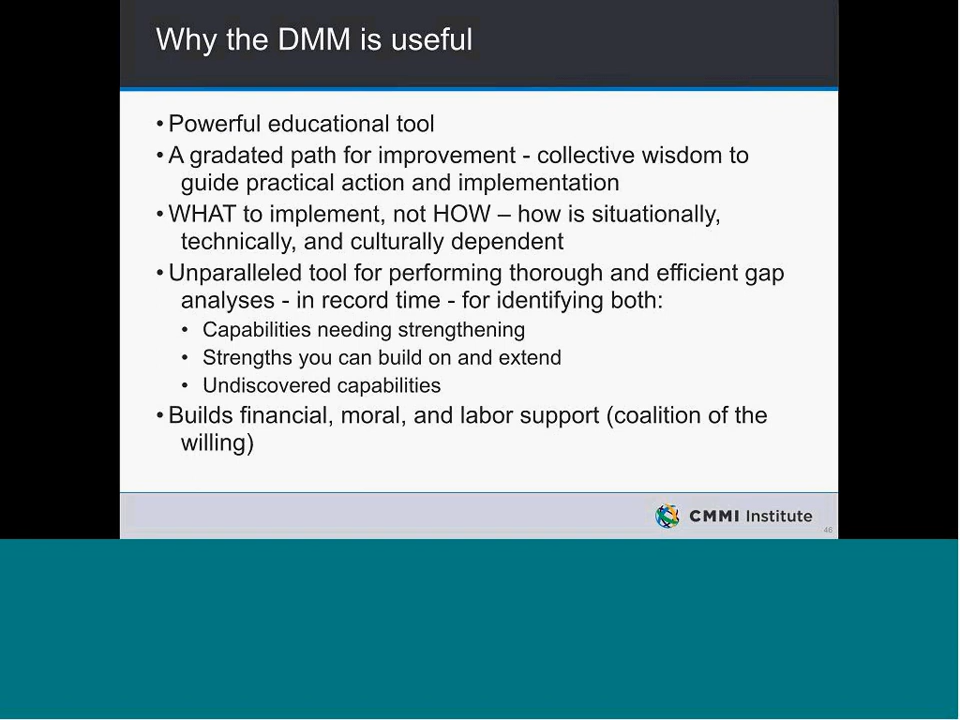 Why the DMM is useful
• Powerful educational tool
• A gradated path for improvement - collective wisdom to
guide practical action and implementation
• WHAT to implement, not HOW – how is situationally,
technically, and culturally dependent
• Unparalleled tool for performing thorough and efficient gap
analyses - in record time - for identifying both:
• Capabilities needing strengthening
• Strengths you can build on and extend
• Undiscovered capabilities
• Builds financial, moral, and labor support (coalition of the
willing)
CMMI Institute
46